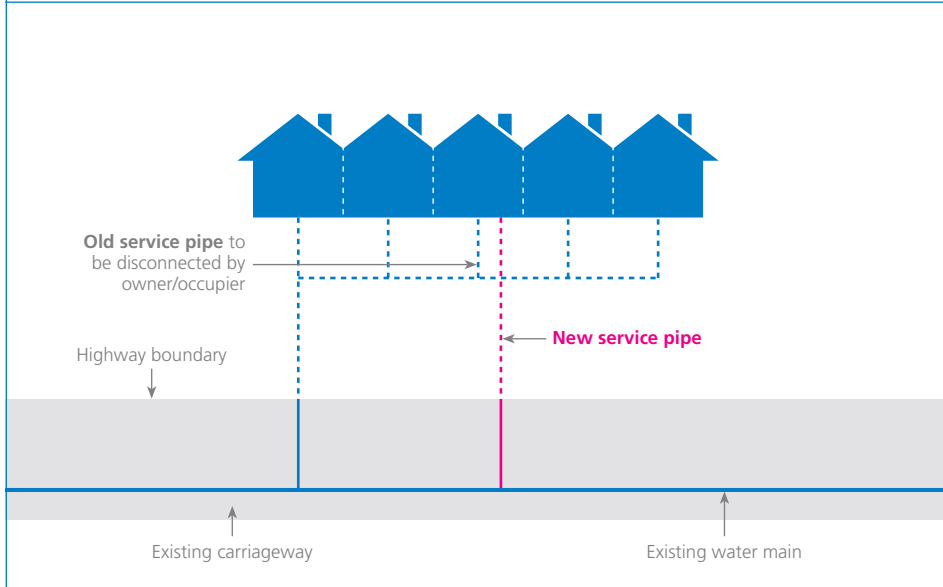 Old service pipe to
be disconnected by
owner/occupier
New service pipe
Highway boundary
Existing carriageway
Existing water main